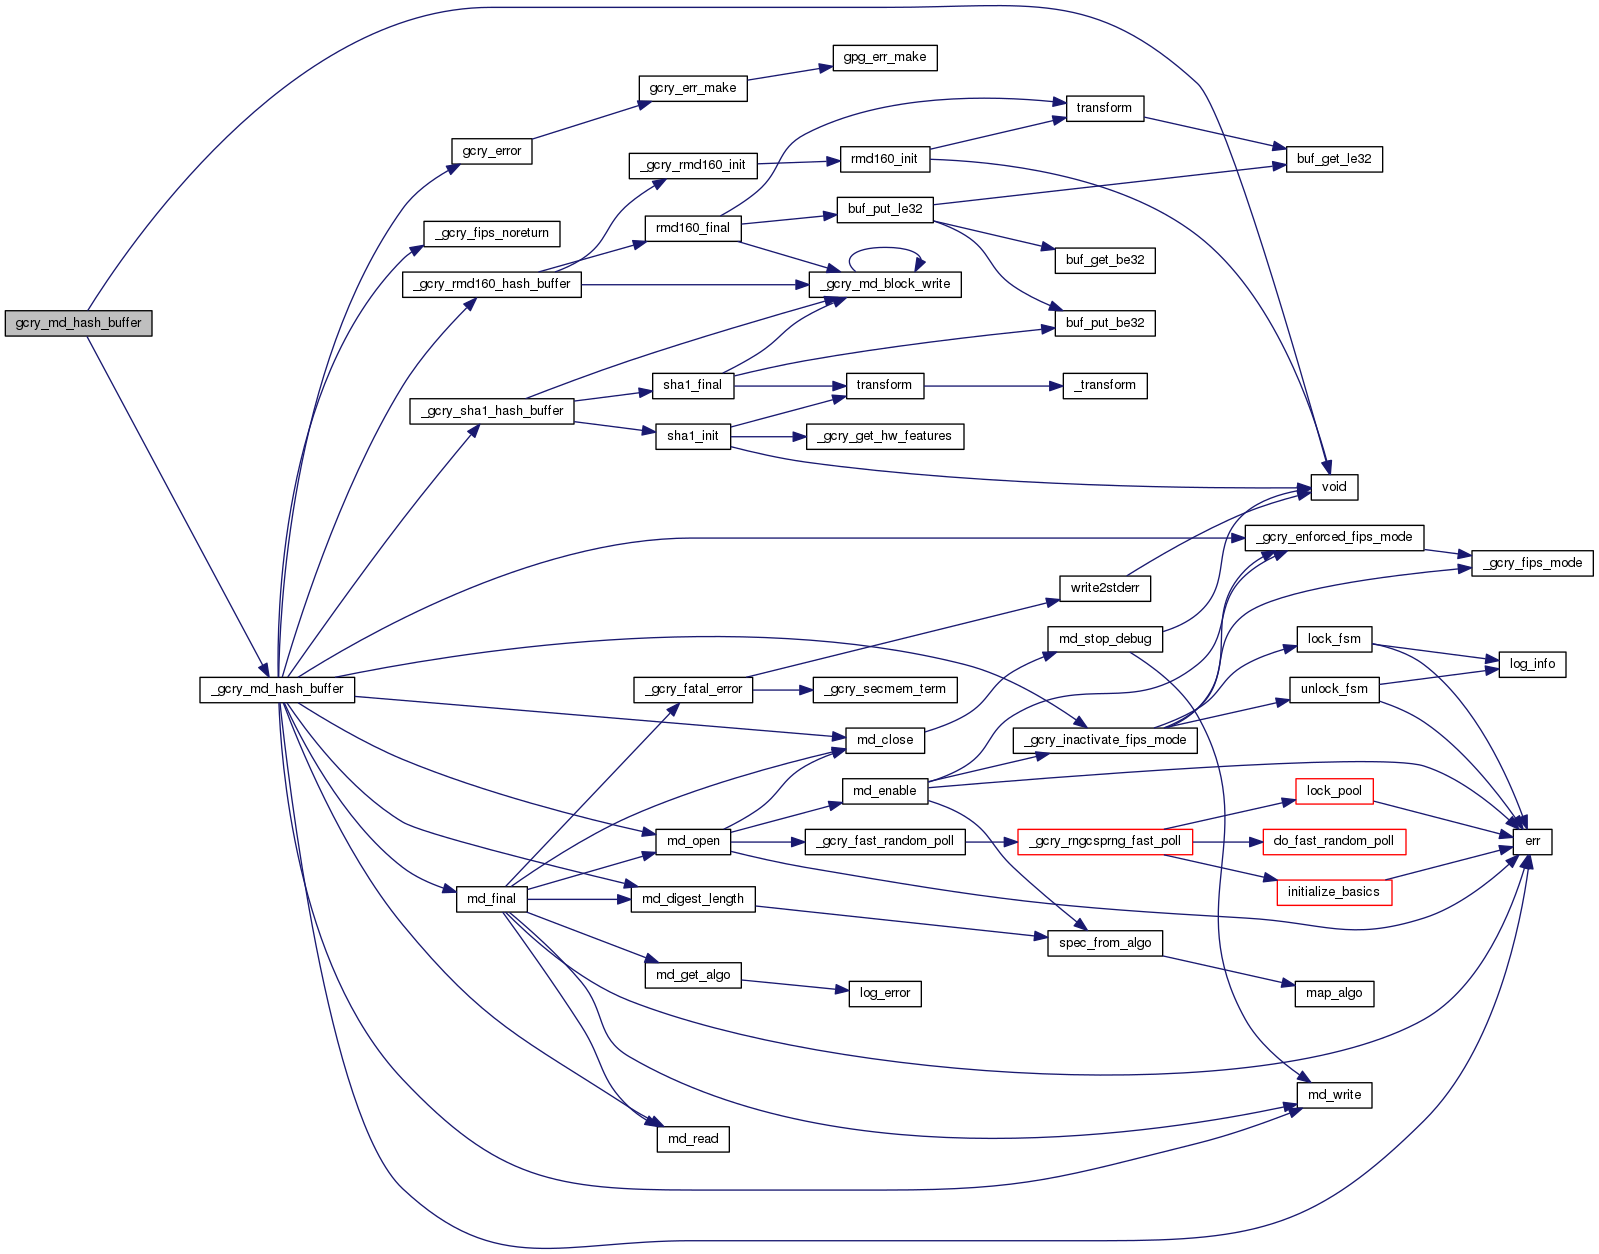 gpg_err_make
gcry_err_make
transform
gcry_error
_gcry_rmd160_init
rmd160_init
buf_get_le32
buf_put_le32
_gcry_fips_noreturn
rmd160_final
buf_get_be32
_gcry_rmd160_hash_buffer
_gcry_md_block_write
gcry_md_hash_buffer
buf_put_be32
sha1_final
transform
_transform
_gcry_sha1_hash_buffer
sha1_init
_gcry_get_hw_features
void
_gcry_enforced_fips_mode
_gcry_fips_mode
write2stderr
md_stop_debug
lock_fsm
log_info
_gcry_md_hash_buffer
_gcry_fatal_error
_gcry_secmem_term
unlock_fsm
md_close
_gcry_inactivate_fips_mode
md_enable
lock_pool
md_open
_gcry_fast_random_poll
_gcry_rngcsprng_fast_poll
do_fast_random_poll
err
md_final
md_digest_length
initialize_basics
spec_from_algo
md_get_algo
log_error
map_algo
md_write
md_read